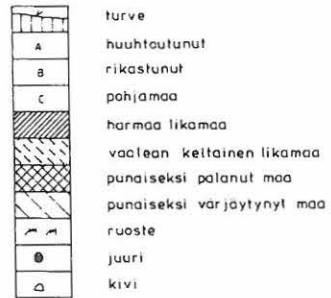 turve
A huuhtoutunut
B rikastunut
C pohjamaa
harmaa likamaa
vaalean keltainen likamaa
punaiseksi palanut maa
punaiseksi värjäytynyt maa
ruoste
juuri
kivi